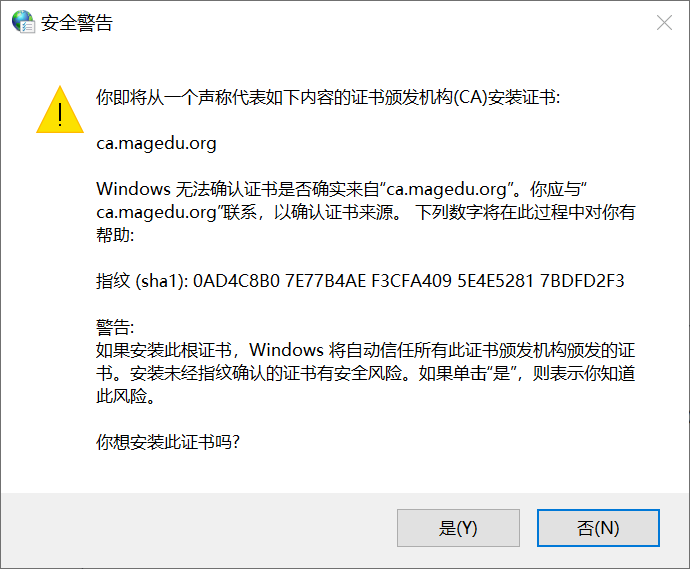 安全警告
你即将从一个声称代表如下内容的证书颁发机构(CA)安装证书:
ca.magedu.org
Windows 无法确认证书是否确实来自“ca.magedu.org”。你应与“
ca.magedu.org”联系，以确认证书来源。 下列数字将在此过程中对你有
帮助:
指纹 (sha1): 0AD4C8B0 7E77B4AE F3CFA409 5E4E5281 7BDFD2F3
警告:
如果安装此根证书，Windows 将自动信任所有此证书颁发机构颁发的证
书。安装未经指纹确认的证书有安全风险。如果单击“是”，则表示你知道
此风险。
你想安装此证书吗?
是(Y)
否(N)